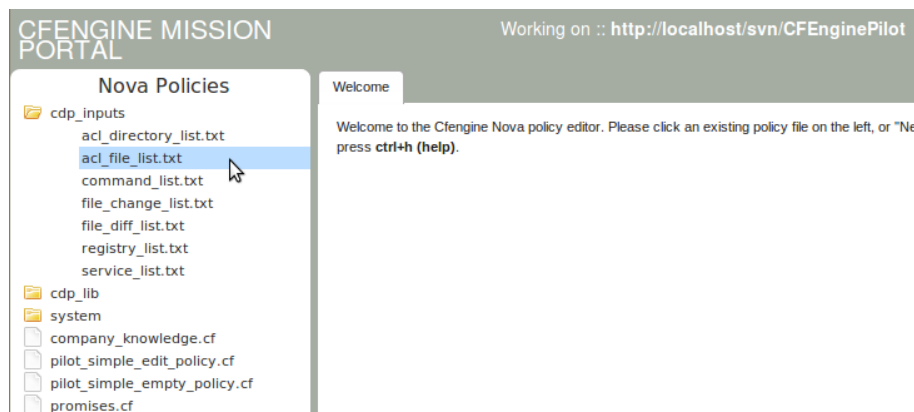 CFENGINE MISSION
PORTAL
Working on :: http://localhost/svn/CFEnginePilot
Nova Policies
cdp_inputs
acl_directory_list.txt
acl_file_list.txt
command_list.txt
file_change_list.txt
file_diff_list.txt
registry_list.txt
service_list.txt
cdp_lib
system
company_knowledge.cf
pilot_simple_edit_policy.cf
pilot_simple_empty_policy.cf
promises.cf
Welcome
Welcome to the Cfengine Nova policy editor. Please click an existing policy file on the left, or "Ne
press ctrl+h (help).